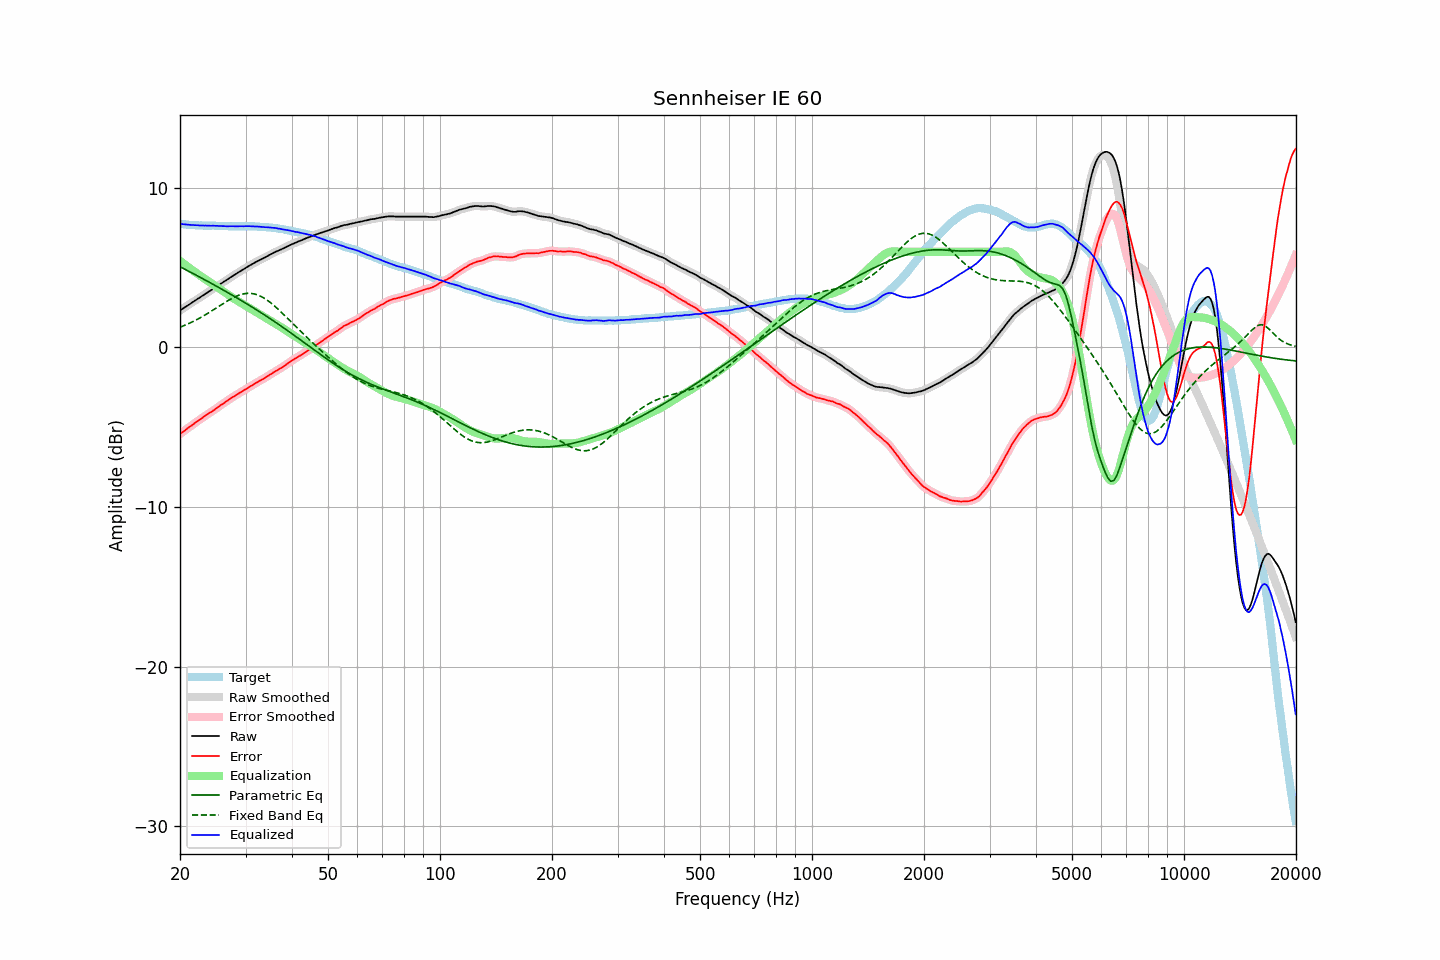 Sennheiser IE 60
Amplitude (dBr)
10
0
−10
−20
−30
Target
Raw Smoothed
Error Smoothed
Raw
Error
Equalization
Parametric Eq
Fixed Band Eq
Equalized
20 50 100 200 500 1000 2000 5000 10000 20000
Frequency (Hz)